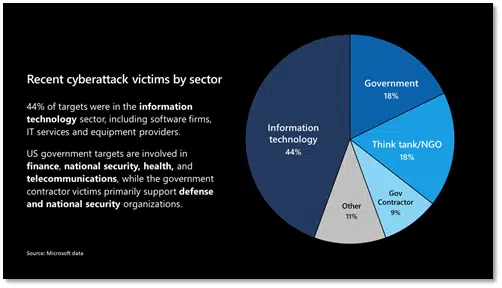 Recent cyberattack victims by sector
44% of targets were in the information
technology sector, including software firms,
IT services and equipment providers.
US government targets are involved in
finance, national security, health, and
telecommunications, while the government
contractor victims primarily support defense
and national security organizations.
Source: Microsoft data
Government
18%
Think tank/NGO
18%
Gov
Contractor
9%
Other
11%
Information
technology
44%